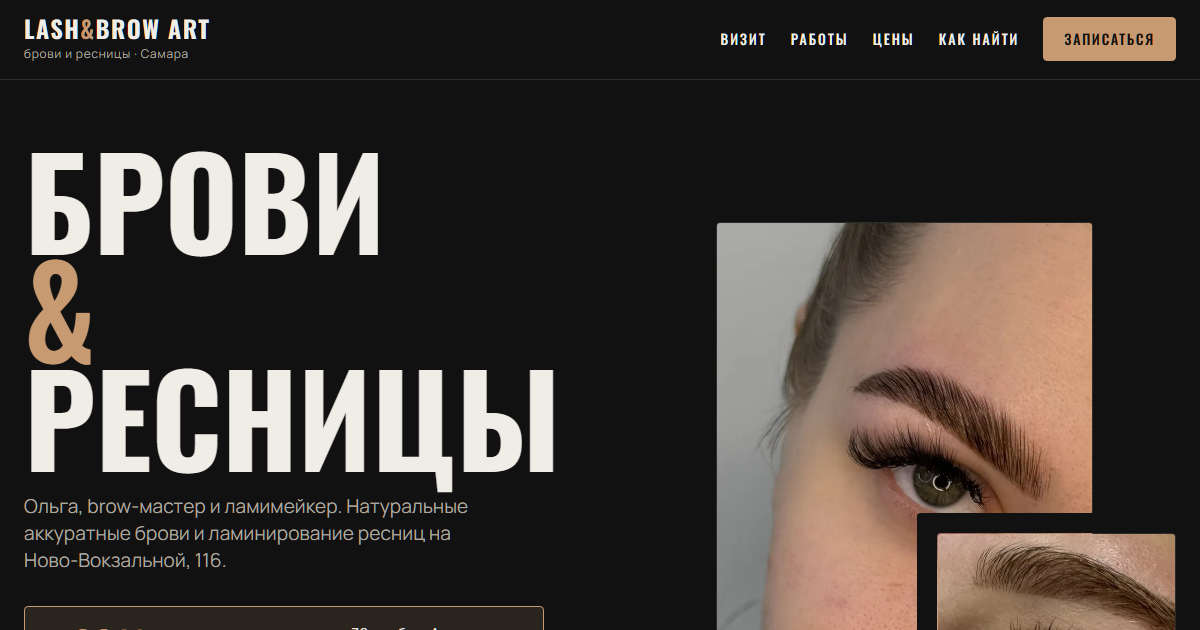 LASH&BROW ART
брови и ресницы · Самара
ВИЗИТ РАБОТЫ ЦЕНЫ КАК НАЙТИ ЗАПИСАТЬСЯ
БРОВИ
&
РЕСНИЦЫ
Ольга, brow-мастер и ламимейкер. Натуральные
аккуратные брови и ламинирование ресниц на
Ново-Вокзальной, 116.